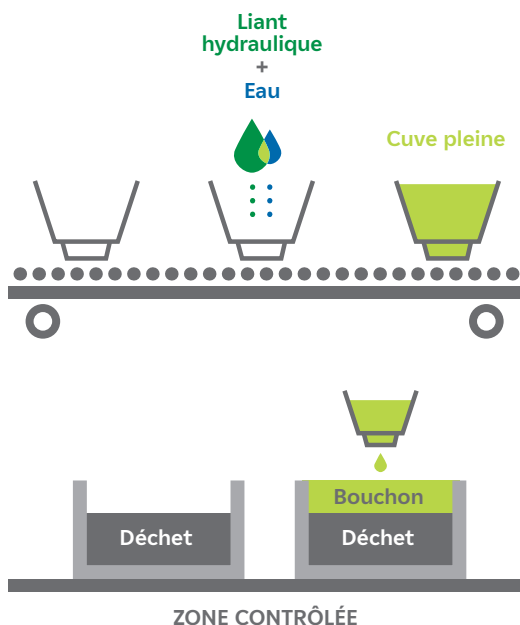 Liant
hydraulique
+
Eau
Cuve pleine
Bouchon
Déchet
Déchet
ZONE CONTRÔLÉE